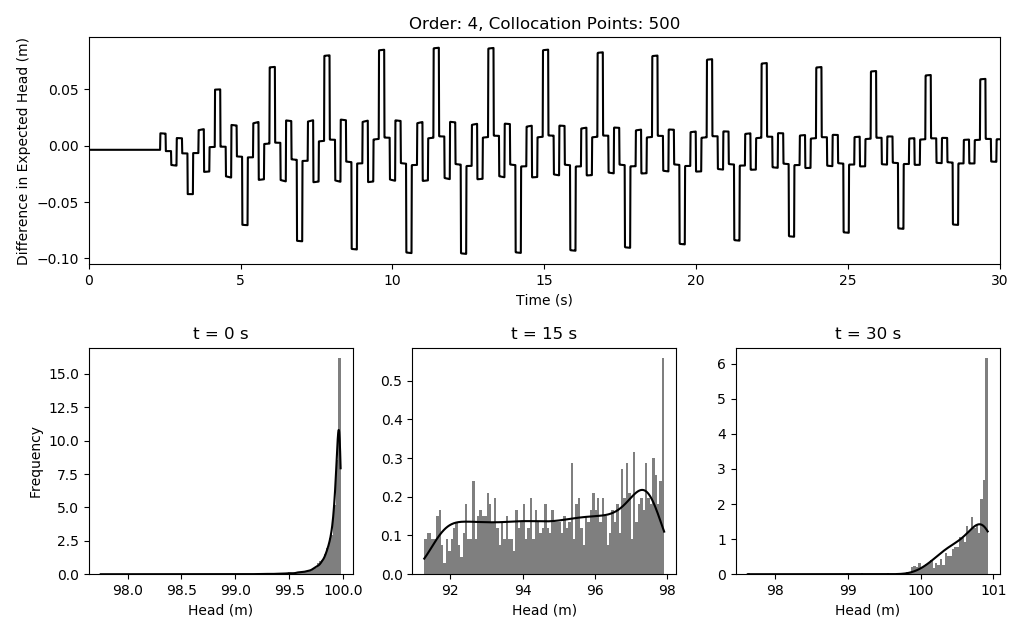 Order: 4, Collocation Points: 500
Difference in Expected Head (m)
0.05
0.00
−0.05
−0.10
0 5 10 15 20 25 30
Time (s)
t = 0 s t = 15 s t = 30 s
Frequency
15.0
12.5
10.0
7.5
5.0
2.5
0.0
98.0 98.5 99.0 99.5 100.0
Head (m)
0.5
0.4
0.3
0.2
0.1
0.0
92 94 96 98
Head (m)
6
5
4
3
2
1
0
98 99 100 101
Head (m)